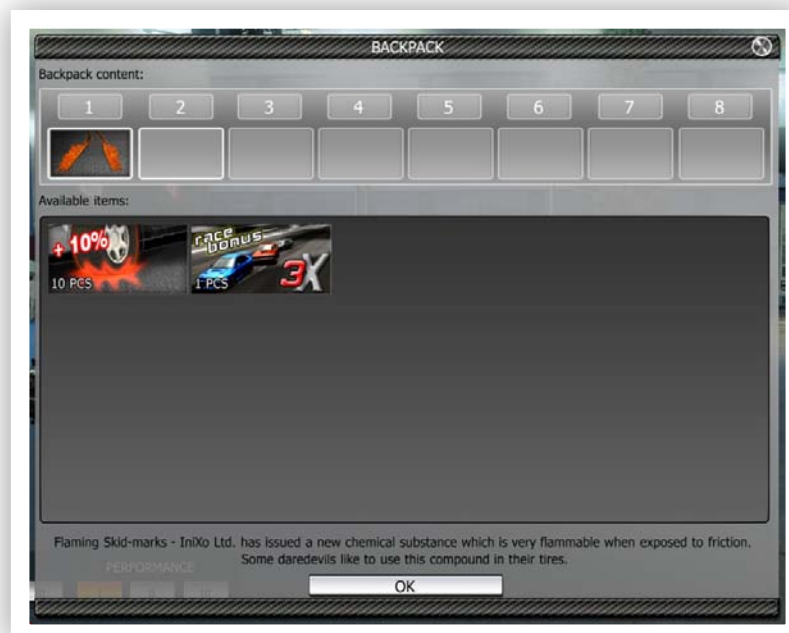 BACKPACK
Backpack content:
1 2 3 4 5 6 7 8
Available items:
+ 10%
10 PCS
race
bonus
3X
1 PCS
Flaming Skid-marks - IniXo Ltd. has issued a new chemical substance which is very flammable when exposed to friction.
Some daredevils like to use this compound in their tires.
PERFORMANCE
OK